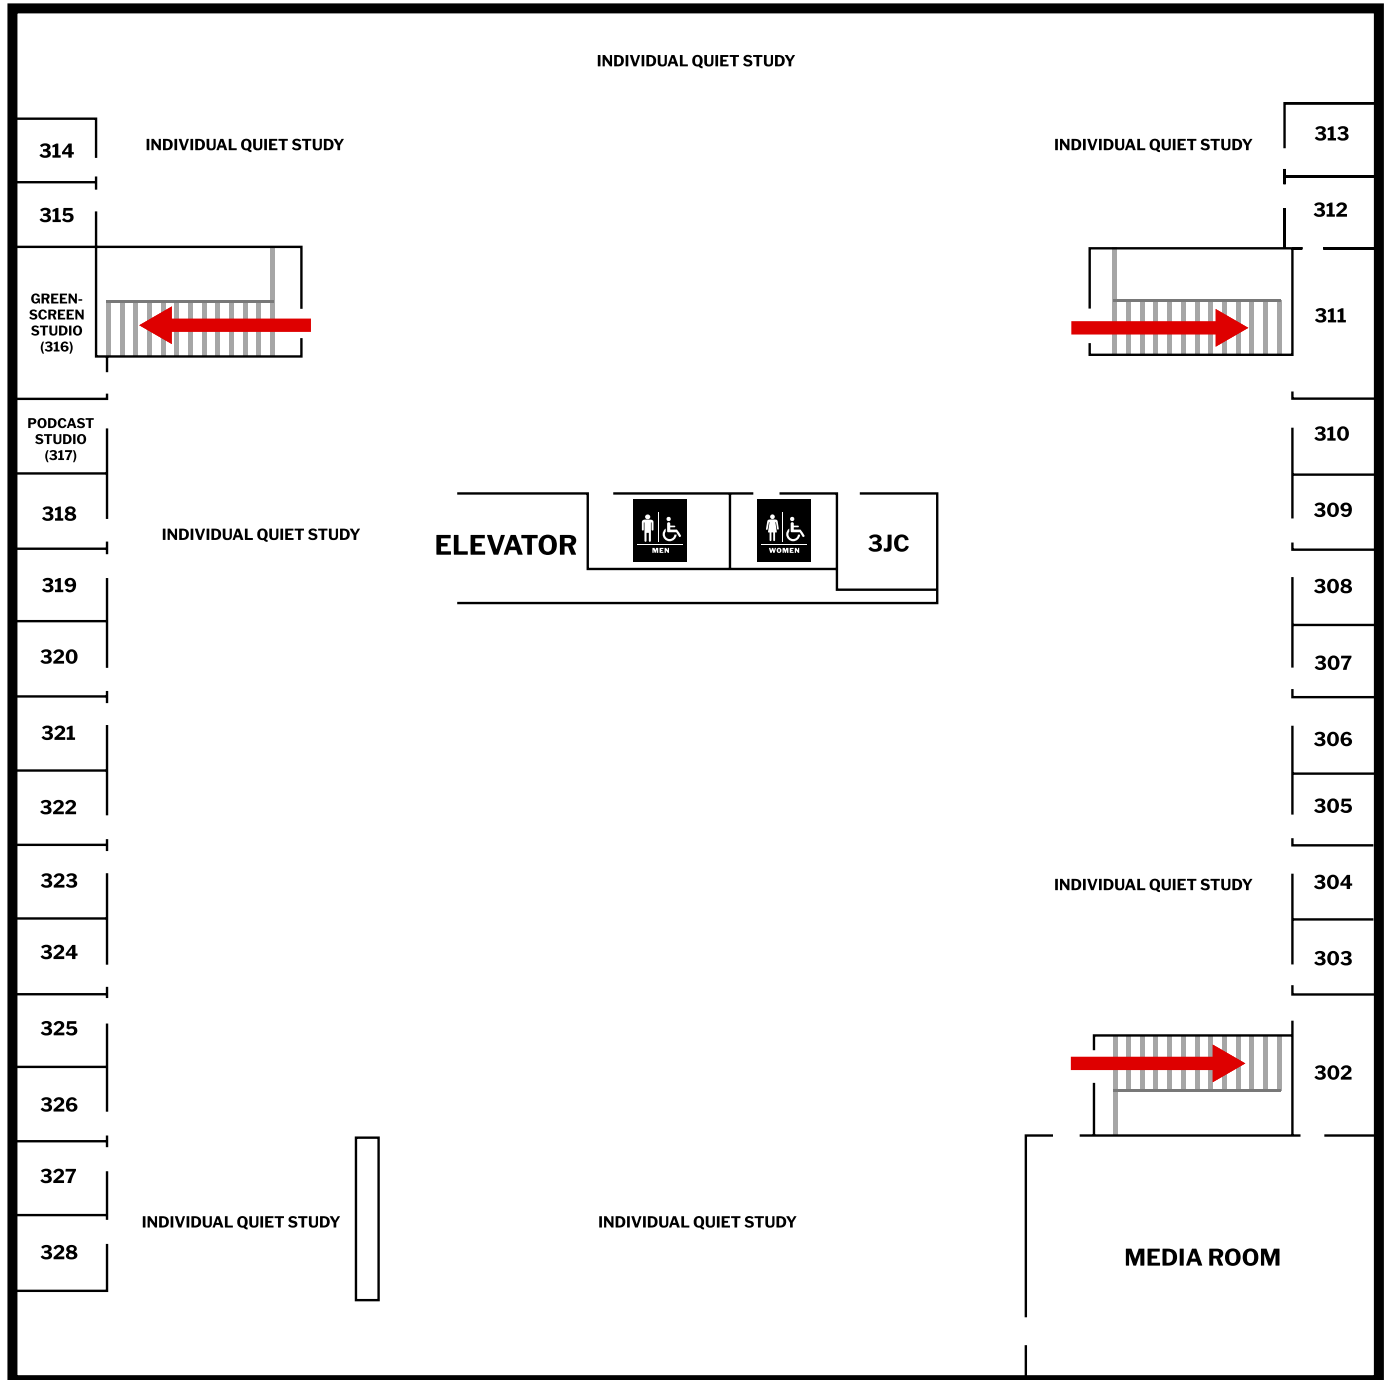 INDIVIDUAL QUIET STUDY
314
INDIVIDUAL QUIET STUDY
INDIVIDUAL QUIET STUDY
313
315
312
GREEN-
SCREEN
STUDIO
(316)
311
PODCAST
STUDIO
(317)
310
318
INDIVIDUAL QUIET STUDY
ELEVATOR
MEN
WOMEN
3JC
309
319
308
320
307
321
306
322
305
323
INDIVIDUAL QUIET STUDY
304
324
303
325
302
326
327
INDIVIDUAL QUIET STUDY
INDIVIDUAL QUIET STUDY
328
MEDIA ROOM